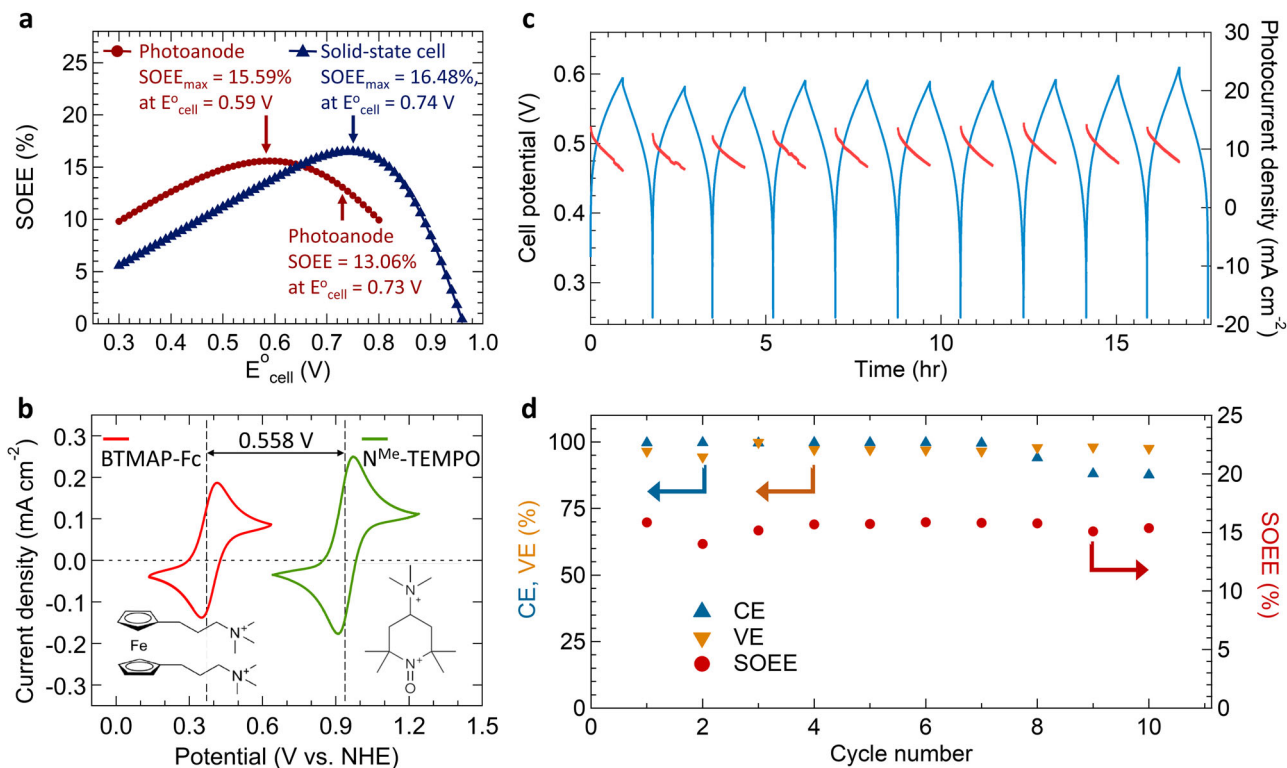 a
Photoanode
SOEEmax = 15.59%
at E°cell = 0.59 V
Solid-state cell
SOEEmax = 16.48%,
at E°cell = 0.74 V
Photoanode
SOEE = 13.06%
at E°cell = 0.73 V
SOEE (%)
25
20
15
10
5
0
0.3 0.4 0.5 0.6 0.7 0.8 0.9 1.0
E°cell (V)
b
BTMAP-Fc
0.558 V
NMe-TEMPO
Current density (mA cm-2)
0.3
0.2
0.1
0.0
-0.1
-0.2
-0.3
Fe
N+
N+
N+
N+
O
0.0 0.3 0.6 0.9 1.2 1.5
Potential (V vs. NHE)
c
Cell potential (V)
0.6
0.5
0.4
0.3
0 5 10 15
Time (hr)
30
20
10
0
-10
-20
Photocurrent density (mA cm-2)
d
CE, VE (%)
100
75
50
25
0
CE
VE
SOEE
0 2 4 6 8 10
Cycle number
25
20
15
10
5
0
SOEE (%)